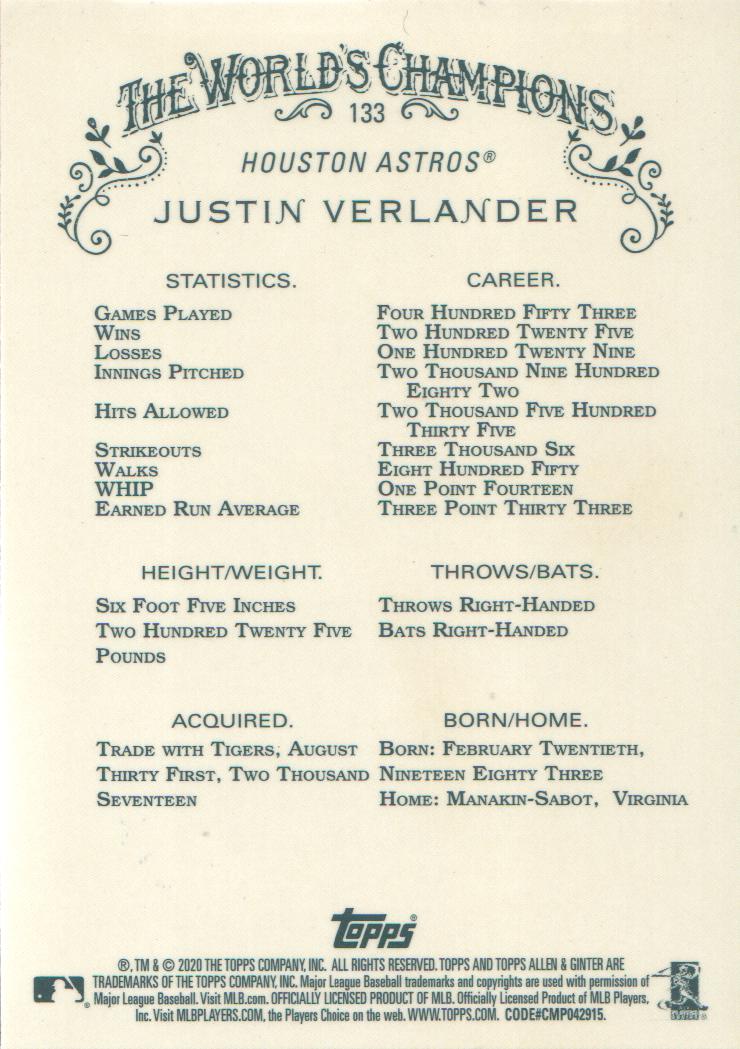 THE WORLD'S CHAMPIONS
133
HOUSTON ASTROS®
JUSTIN VERLANDER
STATISTICS. CAREER.
GAMES PLAYED FOUR HUNDRED FIFTY THREE
WINS TWO HUNDRED TWENTY FIVE
LOSSES ONE HUNDRED TWENTY NINE
INNINGS PITCHED TWO THOUSAND NINE HUNDRED
EIGHTY TWO
HITS ALLOWED TWO THOUSAND FIVE HUNDRED
THIRTY FIVE
STRIKEOUTS THREE THOUSAND SIX
WALKS EIGHT HUNDRED FIFTY
WHIP ONE POINT FOURTEEN
EARNED RUN AVERAGE THREE POINT THIRTY THREE
HEIGHT/WEIGHT.
SIX FOOT FIVE INCHES
TWO HUNDRED TWENTY FIVE
POUNDS
THROWS/BATS.
THROWS RIGHT-HANDED
BATS RIGHT-HANDED
ACQUIRED.
TRADE WITH TIGERS, AUGUST
THIRTY FIRST, TWO THOUSAND
SEVENTEEN
BORN/HOME.
BORN: FEBRUARY TWENTIETH,
NINETEEN EIGHTY THREE
HOME: MANAKIN-SABOT, VIRGINIA
TOPPS®
®, TM & © 2020 THE TOPPS COMPANY, INC. ALL RIGHTS RESERVED. TOPPS AND TOPPS ALLEN & GINTER ARE
TRADEMARKS OF THE TOPPS COMPANY, INC. Major League Baseball trademarks and copyrights are used with permission of
Major League Baseball. Visit MLB.com. OFFICIALLY LICENSED PRODUCT OF MLB. Officially Licensed Product of MLB Players,
Inc. Visit MLBPLAYERS.COM, the Players Choice on the web. WWW.TOPPS.COM. CODE#CMP042915.